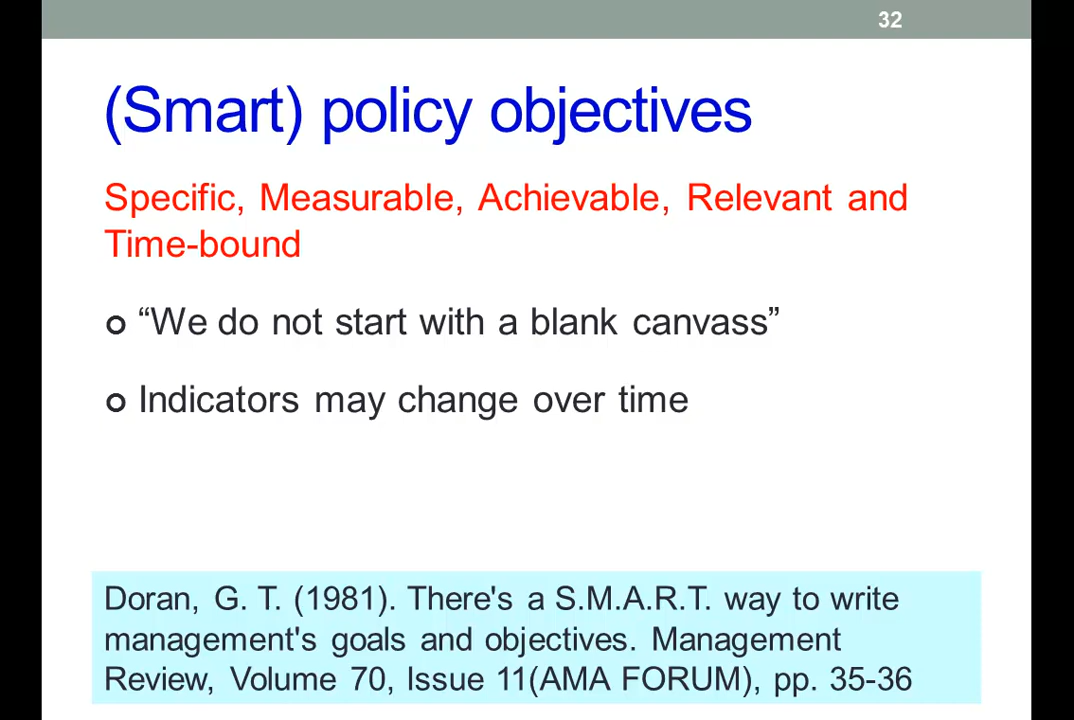 32
(Smart) policy objectives
Specific, Measurable, Achievable, Relevant and
Time-bound
“We do not start with a blank canvass”
Indicators may change over time
Doran, G. T. (1981). There's a S.M.A.R.T. way to write
management's goals and objectives. Management
Review, Volume 70, Issue 11(AMA FORUM), pp. 35-36